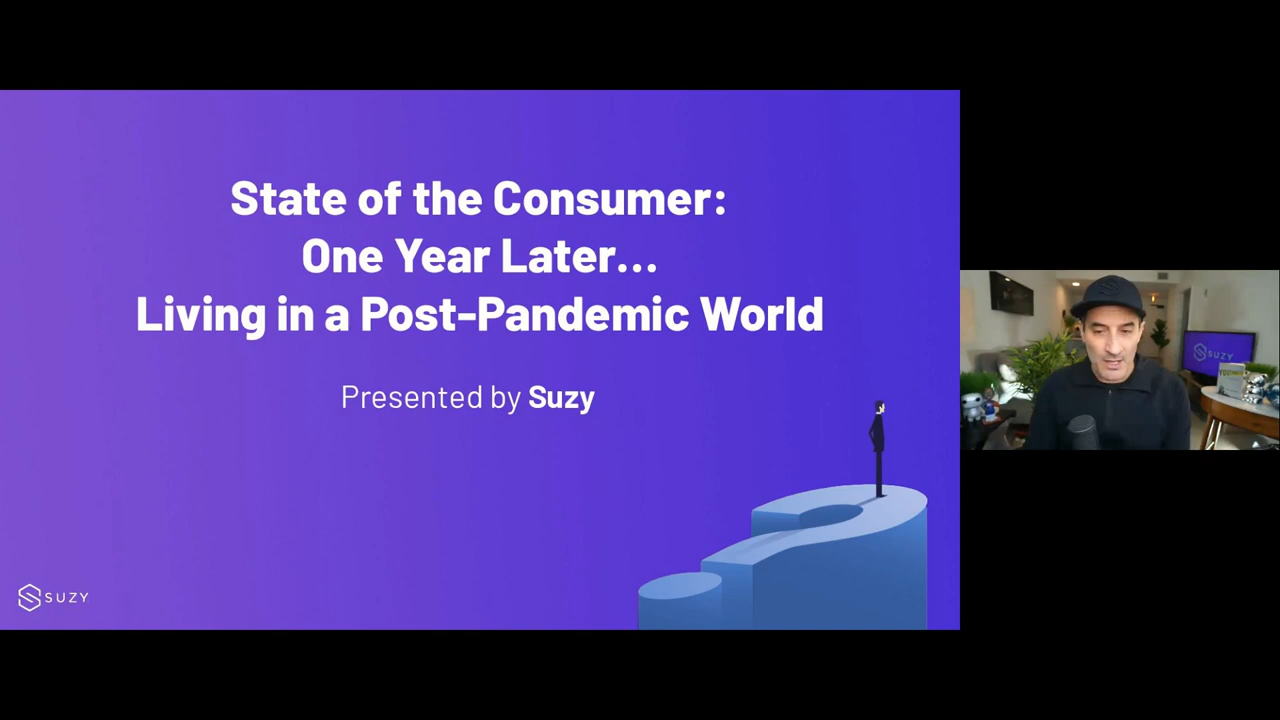 State of the Consumer:
One Year Later...
Living in a Post-Pandemic World
Presented by Suzy
SUZY
SUZY